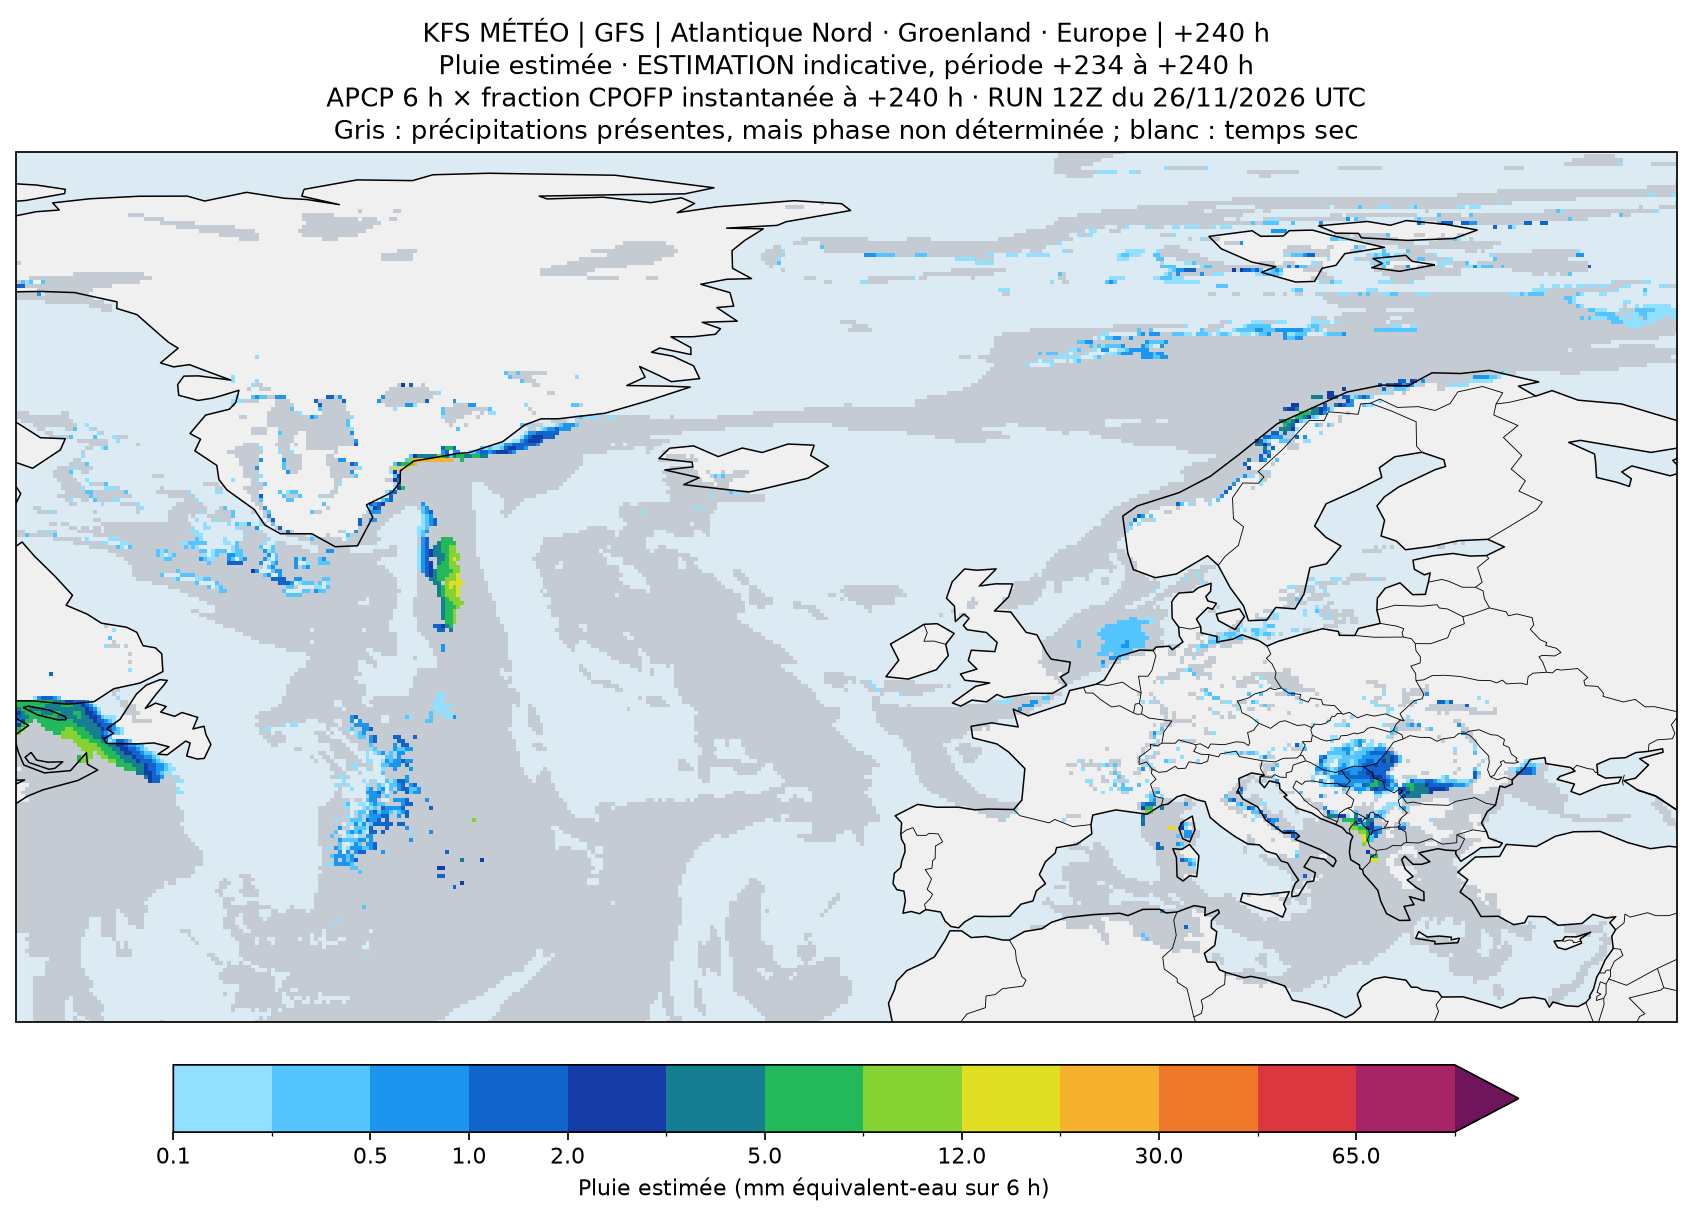 KFS MÉTÉO | GFS | Atlantique Nord · Groenland · Europe | +240 h
Pluie estimée · ESTIMATION indicative, période +234 à +240 h
APCP 6 h × fraction CPOFP instantanée à +240 h · RUN 12Z du 26/11/2026 UTC
Gris : précipitations présentes, mais phase non déterminée ; blanc : temps sec
0.1 0.5 1.0 2.0 5.0 12.0 30.0 65.0
Pluie estimée (mm équivalent-eau sur 6 h)